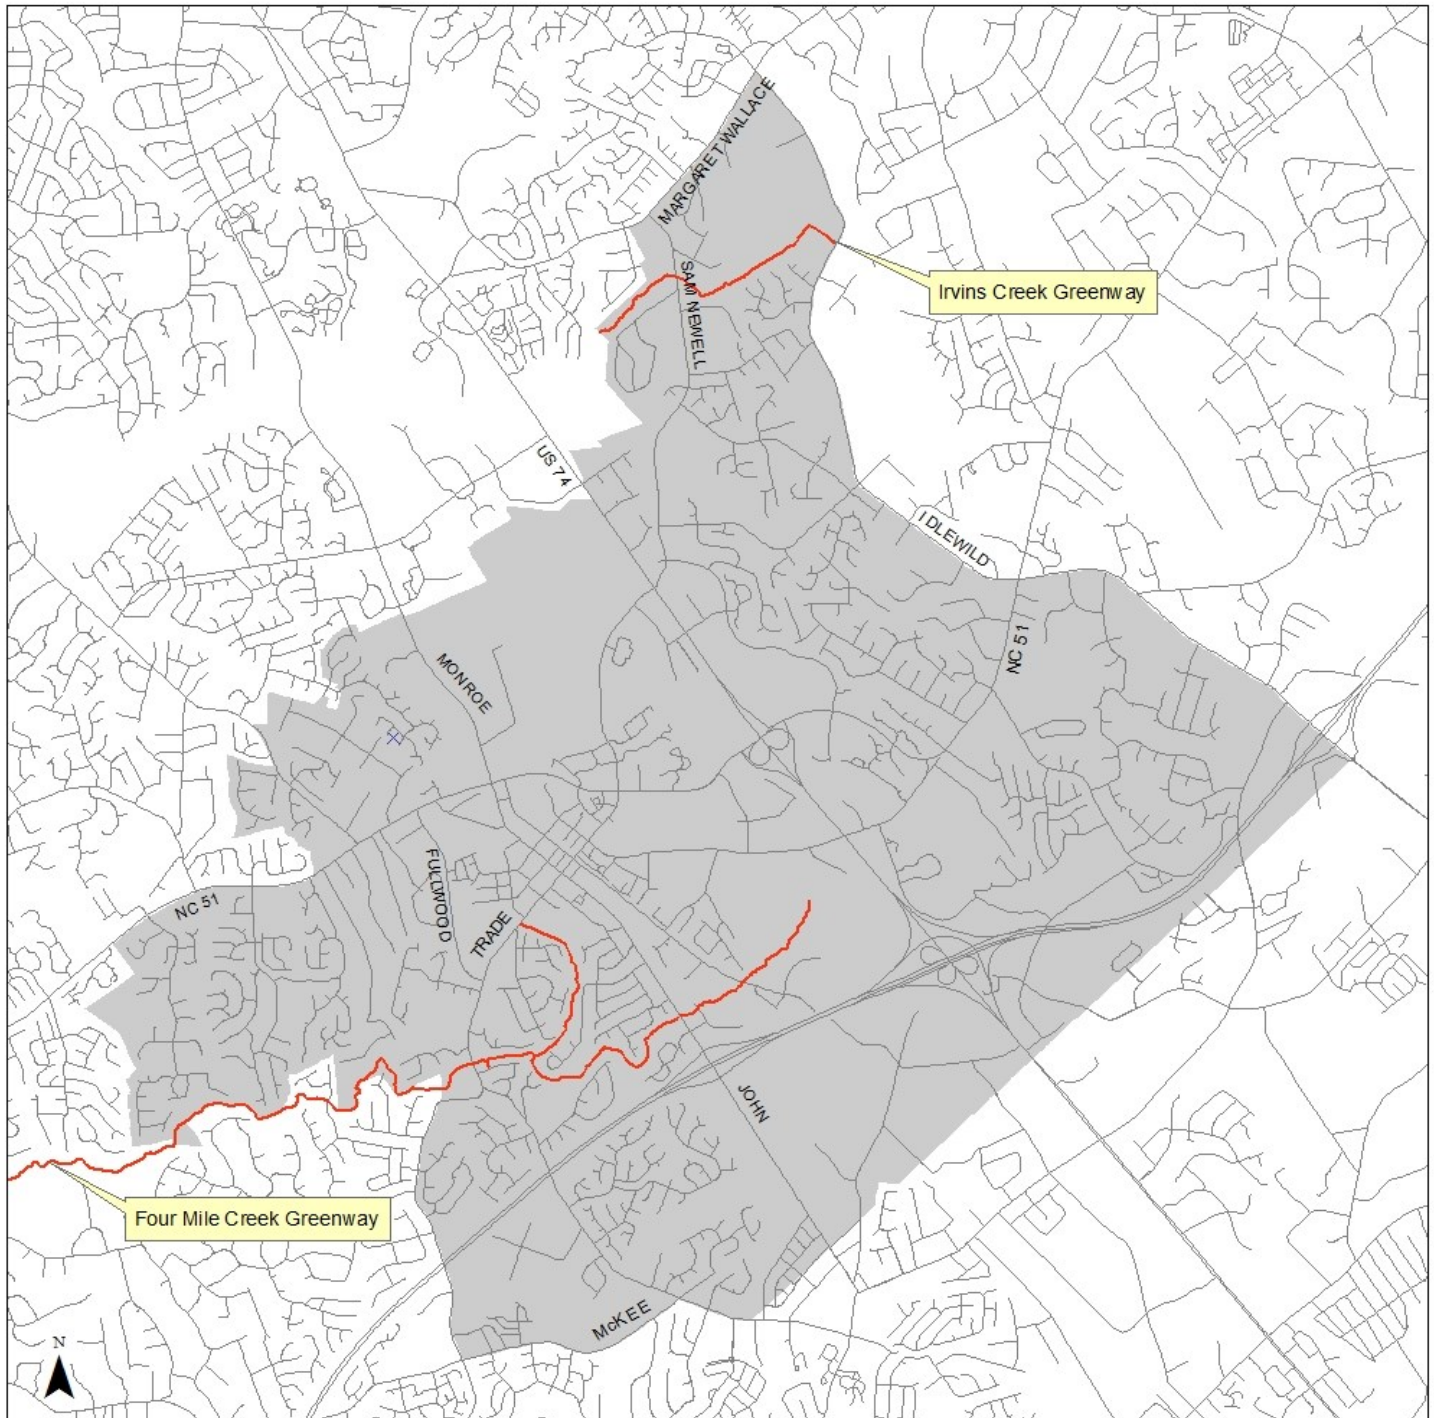 MARGARET WALLACE
SAM NEWELL
Irvins Creek Greenway
US 74
IDLEWILD
NC 51
MONROE
FULLWOOD
NC 51
TRADE
JOHN
Four Mile Creek Greenway
McKEE
N